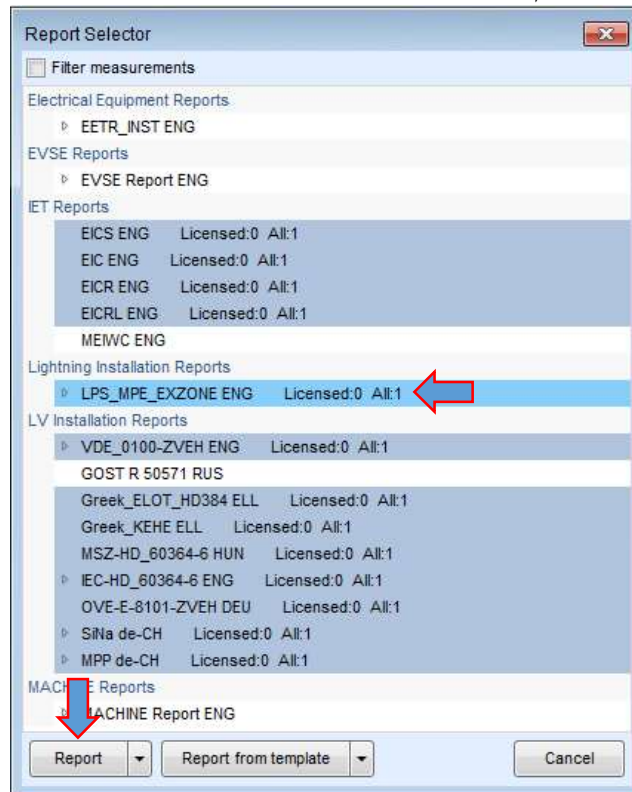 Report Selector
Filter measurements
Electrical Equipment Reports
EETR_INST ENG
EVSE Reports
EVSE Report ENG
IET Reports
EICS ENG Licensed:0 All:1
EIC ENG Licensed:0 All:1
EICR ENG Licensed:0 All:1
EICRL ENG Licensed:0 All:1
MEIWC ENG
Lightning Installation Reports
LPS_MPE_EXZONE ENG Licensed:0 All:1
LV Installation Reports
VDE_0100-ZVEH ENG Licensed:0 All:1
GOST R 50571 RUS
Greek_ELOT_HD384 ELL Licensed:0 All:1
Greek_KEHE ELL Licensed:0 All:1
MSZ-HD_60364-6 HUN Licensed:0 All:1
IEC-HD_60364-6 ENG Licensed:0 All:1
OVE-E-8101-ZVEH DEU Licensed:0 All:1
SiNa de-CH Licensed:0 All:1
MPP de-CH Licensed:0 All:1
MACHINE Reports
MACHINE Report ENG
Report Report from template Cancel